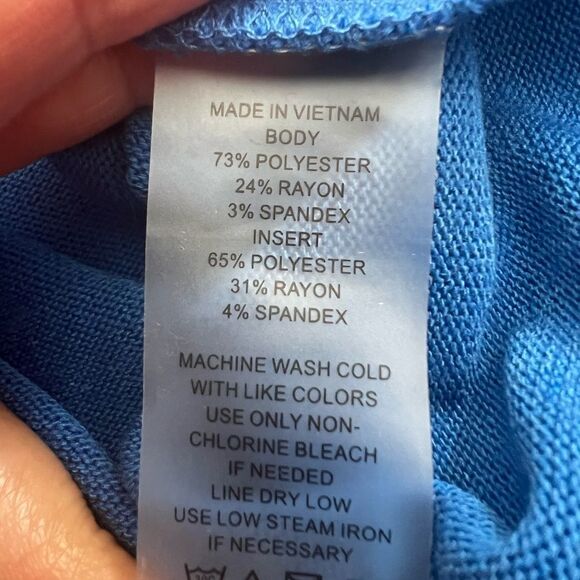 MADE IN VIETNAM
BODY
73% POLYESTER
24% RAYON
3% SPANDEX
INSERT
65% POLYESTER
31% RAYON
4% SPANDEX
MACHINE WASH COLD
WITH LIKE COLORS
USE ONLY NON-
CHLORINE BLEACH
IF NEEDED
LINE DRY LOW
USE LOW STEAM IRON
IF NECESSARY